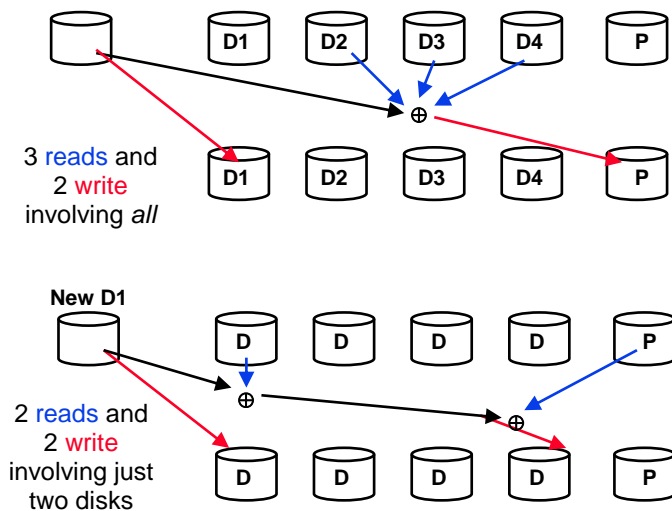 D1 D2 D3 D4 P
3 reads and
2 write
involving all
D1 D2 D3 D4 P
New D1
D D D D P
2 reads and
2 write
involving just
two disks
D D D D P